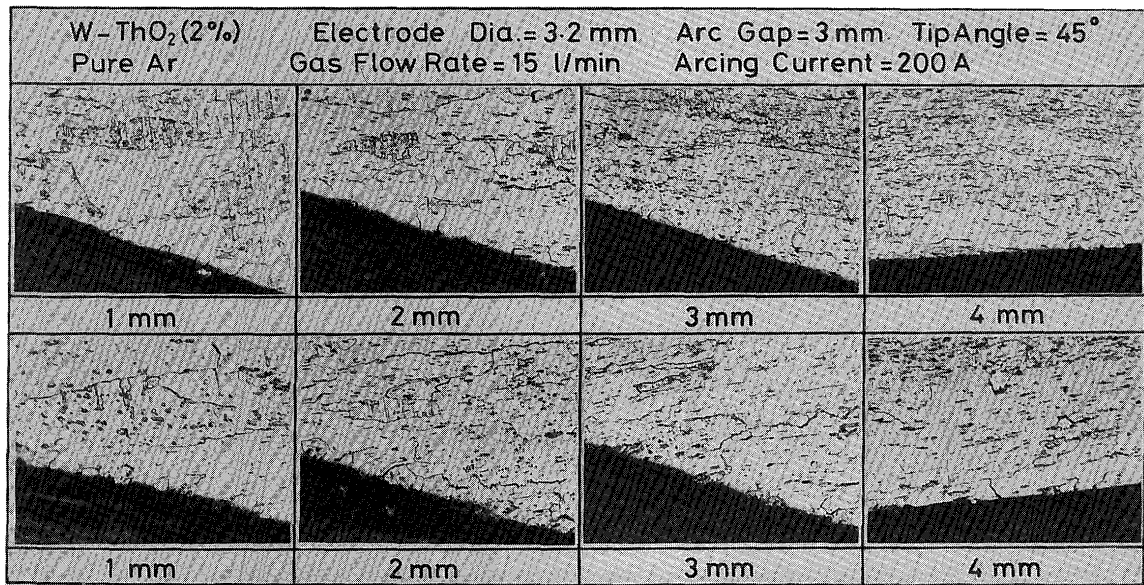 W-ThO₂(2%) Electrode Dia.=3.2 mm Arc Gap=3mm. Tip Angle=45°
Pure Ar Gas Flow Rate=15 l/min Arcing Current=200 A
1 mm 2 mm 3 mm 4 mm
1 mm 2 mm 3 mm 4 mm